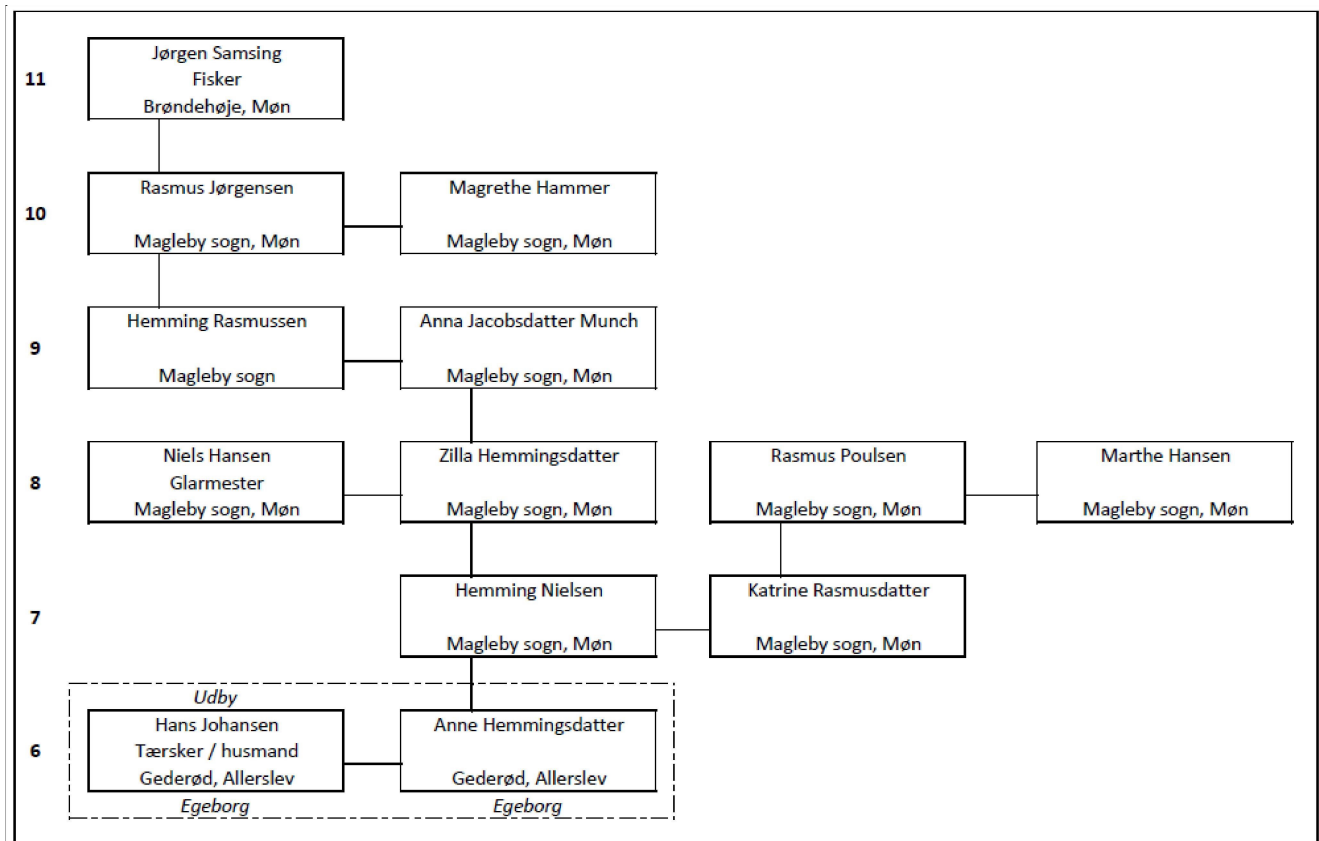 11
Jørgen Samsing
Fisker
Brøndehøje, Møn
10
Rasmus Jørgensen
Magleby sogn, Møn
Magrethe Hammer
Magleby sogn, Møn
9
Hemming Rasmussen
Magleby sogn
Anna Jacobsdatter Munch
Magleby sogn, Møn
8
Niels Hansen
Glarmester
Magleby sogn, Møn
Zilla Hemmingsdatter
Magleby sogn, Møn
Rasmus Poulsen
Magleby sogn, Møn
Marthe Hansen
Magleby sogn, Møn
7
Hemming Nielsen
Magleby sogn, Møn
Katrine Rasmusdatter
Magleby sogn, Møn
6
Udby
Hans Johansen
Tærsker / husmand
Gederød, Allerslev
Egeborg
Anne Hemmingsdatter
Gederød, Allerslev
Egeborg